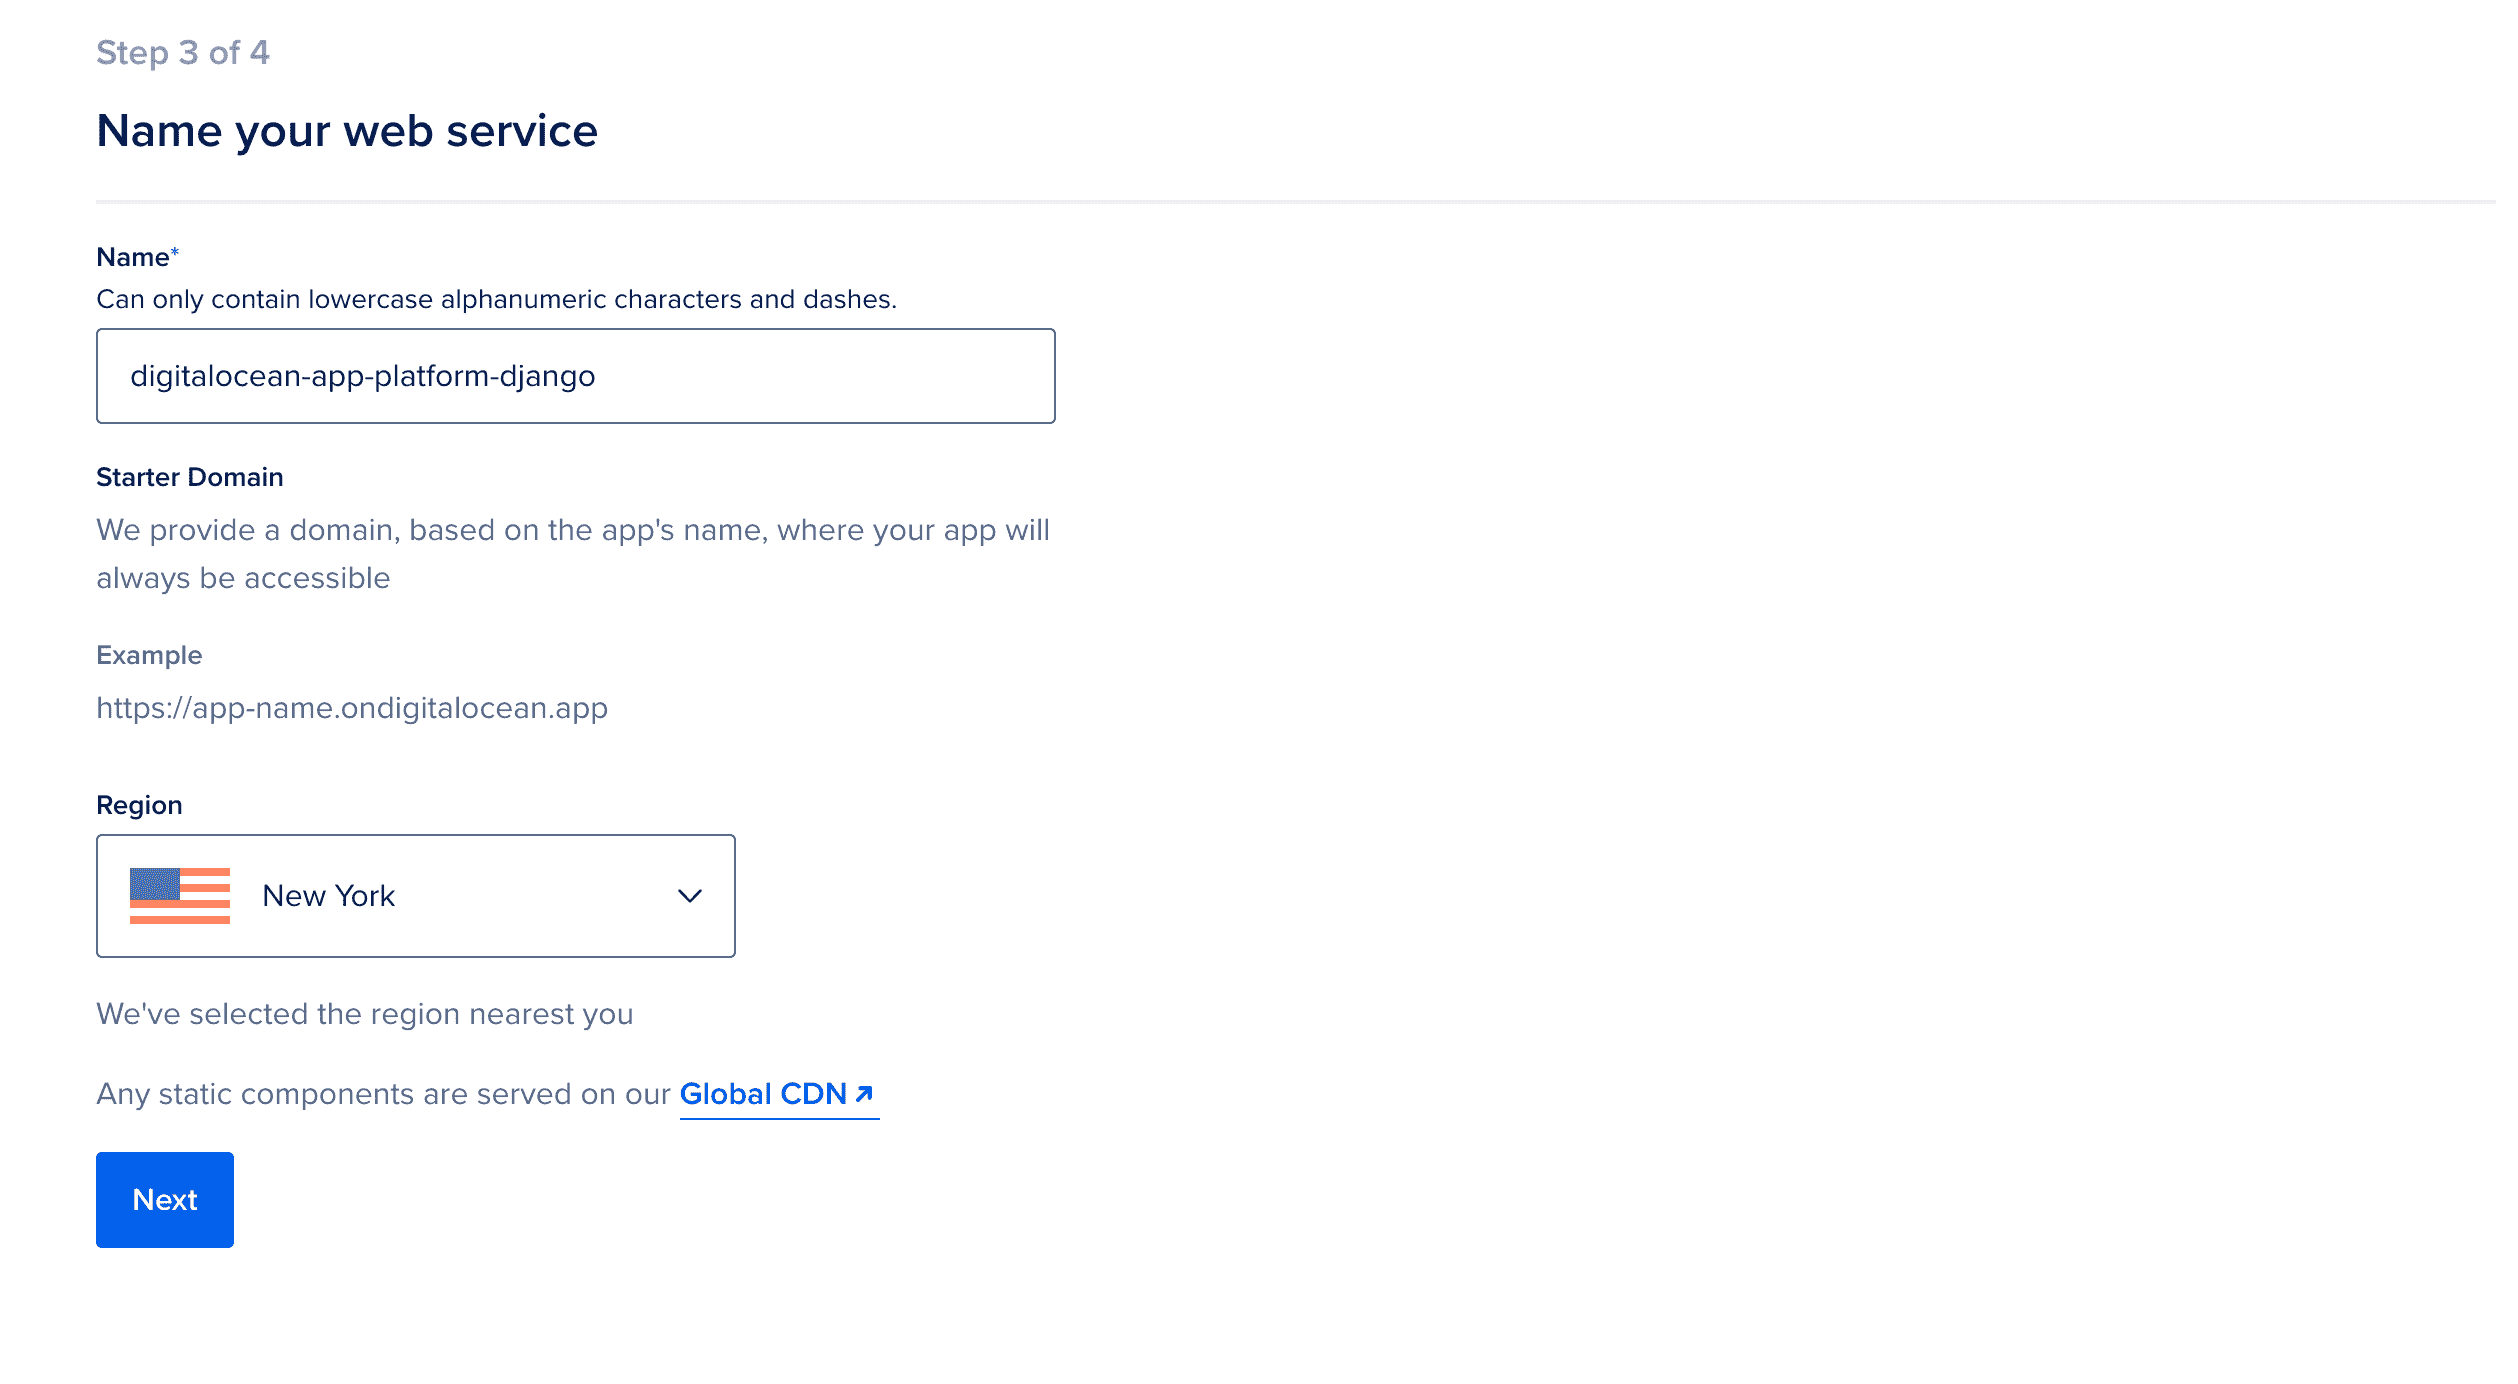 Step 3 of 4
Name your web service
Name*
Can only contain lowercase alphanumeric characters and dashes.
digitalocean-app-platform-django
Starter Domain
We provide a domain, based on the app's name, where your app will
always be accessible
Example
https://app-name.ondigitalocean.app
Region
New York
We've selected the region nearest you
Any static components are served on our Global CDN
Next